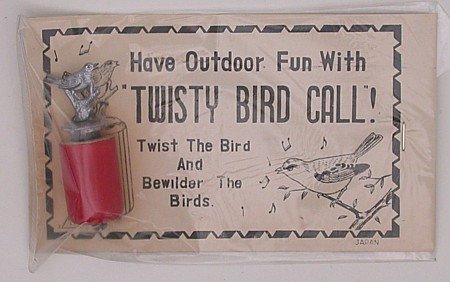 Have Outdoor Fun With
"TWISTY BIRD CALL"!
Twist The Bird
And
Bewilder The
Birds.
JAPAN